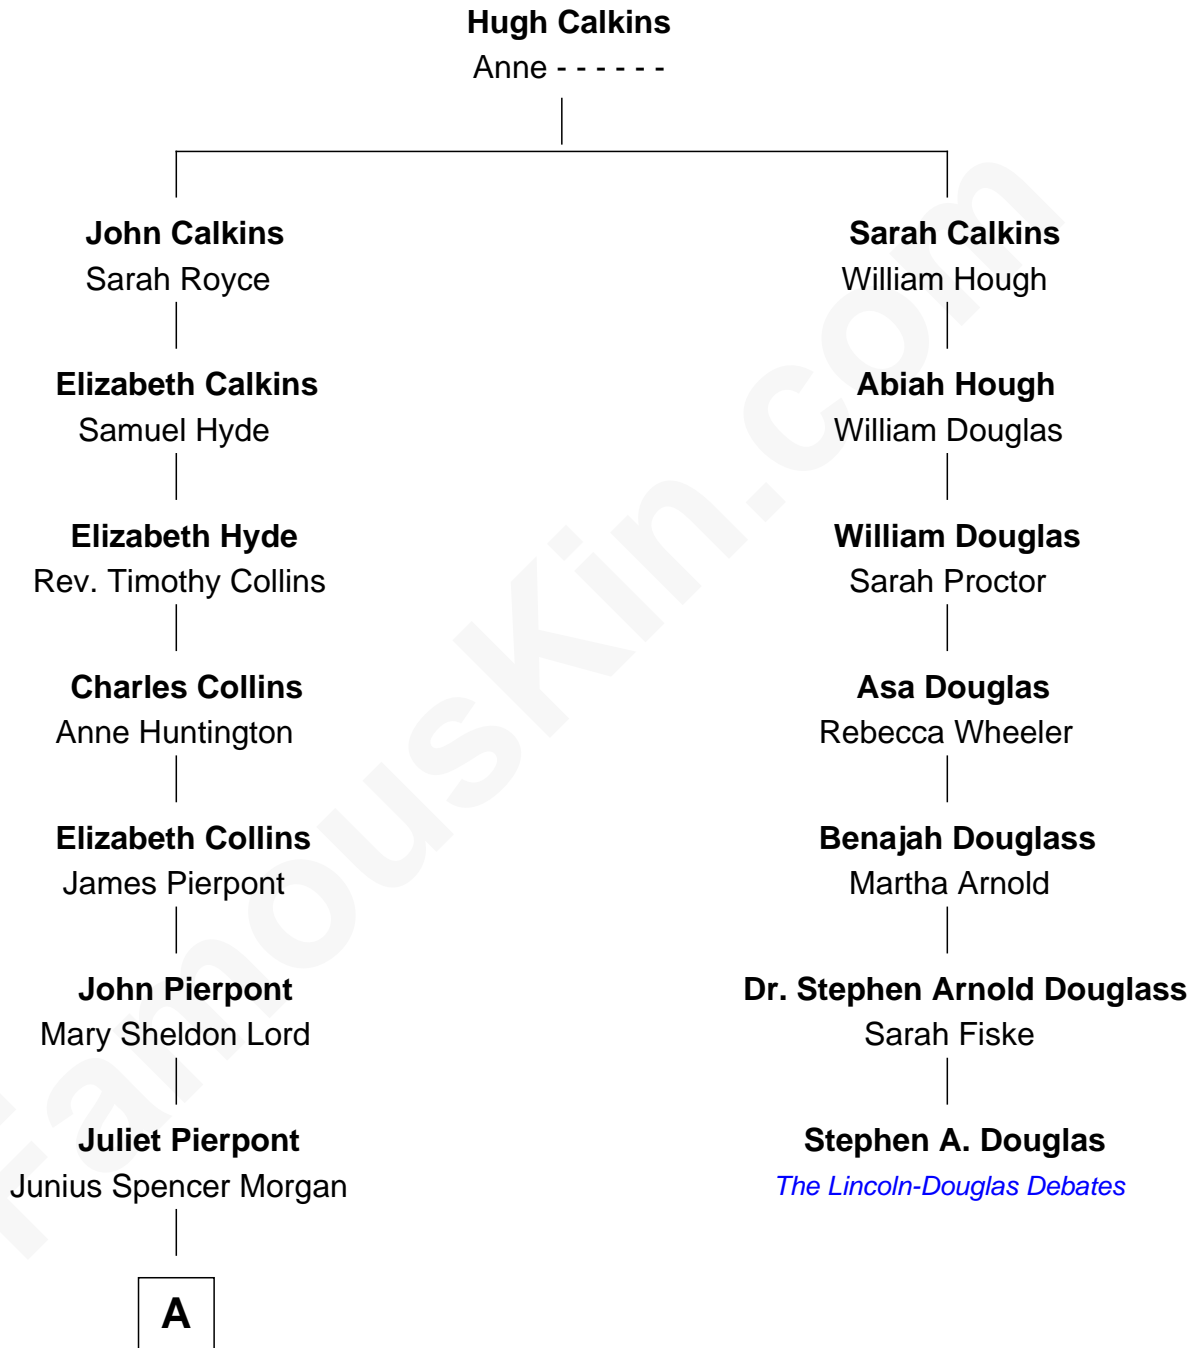 Hugh Calkins
Anne - - - - - -
John Calkins
Sarah Royce
Sarah Calkins
William Hough
Elizabeth Calkins
Samuel Hyde
Abiah Hough
William Douglas
Elizabeth Hyde
Rev. Timothy Collins
William Douglas
Sarah Proctor
Charles Collins
Anne Huntington
Asa Douglas
Rebecca Wheeler
Elizabeth Collins
James Pierpont
Benajah Douglass
Martha Arnold
John Pierpont
Mary Sheldon Lord
Dr. Stephen Arnold Douglass
Sarah Fiske
Juliet Pierpont
Junius Spencer Morgan
Stephen A. Douglas
The Lincoln-Douglas Debates
A
FamousKin.com